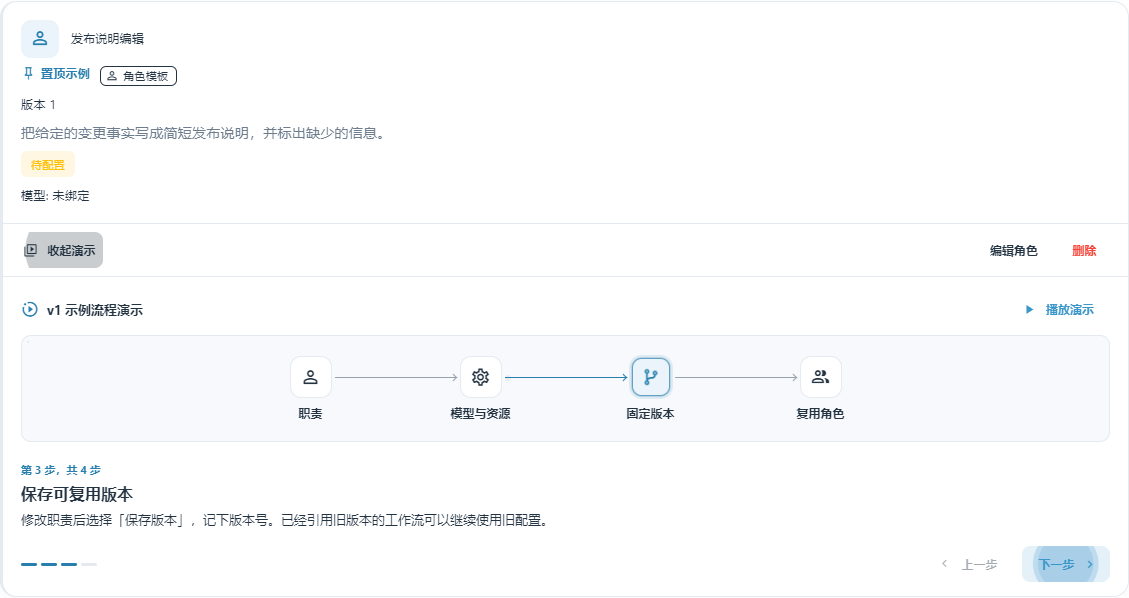 发布说明编辑
置顶示例 角色模板
版本 1
把给定的变更事实写成简短发布说明，并标出缺少的信息。
待配置
模型: 未绑定
收起演示 编辑角色 删除
v1 示例流程演示 播放演示
职责 模型与资源 固定版本 复用角色
第 3 步，共 4 步
保存可复用版本
修改职责后选择「保存版本」，记下版本号。已经引用旧版本的工作流可以继续使用旧配置。
上一步 下一步